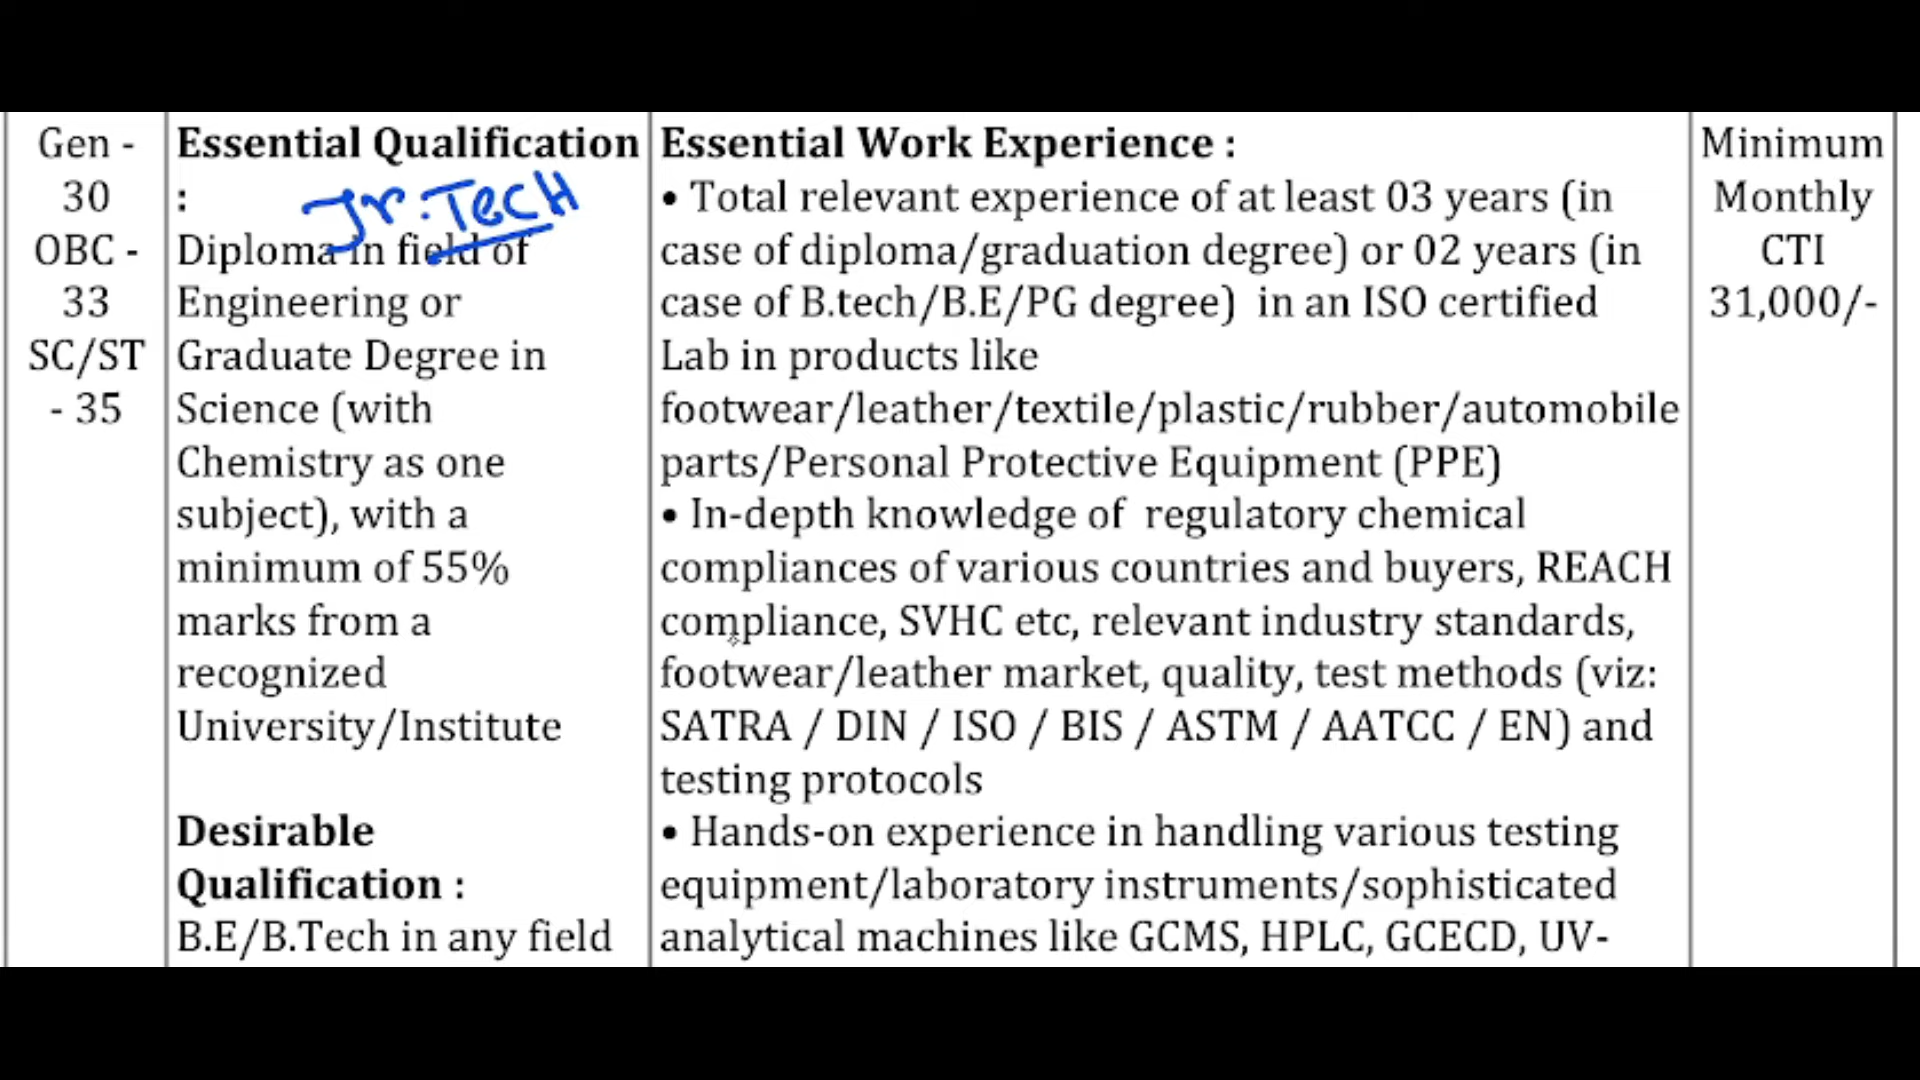 Gen -
30
OBC -
33
SC/ST
- 35
Essential Qualification
:
Jr. TecH
Diploma in field of
Engineering or
Graduate Degree in
Science (with
Chemistry as one
subject), with a
minimum of 55%
marks from a
recognized
University/Institute
Desirable
Qualification :
B.E/B.Tech in any field
Essential Work Experience :
• Total relevant experience of at least 03 years (in
case of diploma/graduation degree) or 02 years (in
case of B.tech/B.E/PG degree)  in an ISO certified
Lab in products like
footwear/leather/textile/plastic/rubber/automobile
parts/Personal Protective Equipment (PPE)
• In-depth knowledge of  regulatory chemical
compliances of various countries and buyers, REACH
compliance, SVHC etc, relevant industry standards,
footwear/leather market, quality, test methods (viz:
SATRA / DIN / ISO / BIS / ASTM / AATCC / EN) and
testing protocols
• Hands-on experience in handling various testing
equipment/laboratory instruments/sophisticated
analytical machines like GCMS, HPLC, GCECD, UV-
Minimum
Monthly
CTI
31,000/-